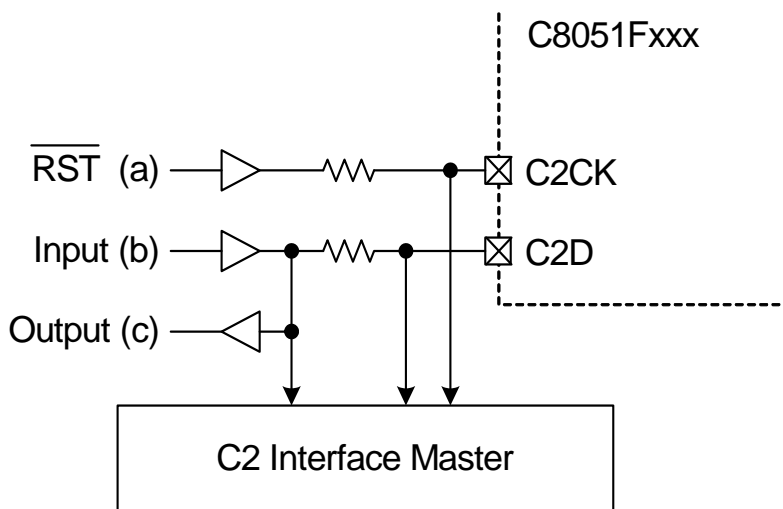 C8051Fxxx
RST (a)
C2CK
Input (b)
C2D
Output (c)
C2 Interface Master